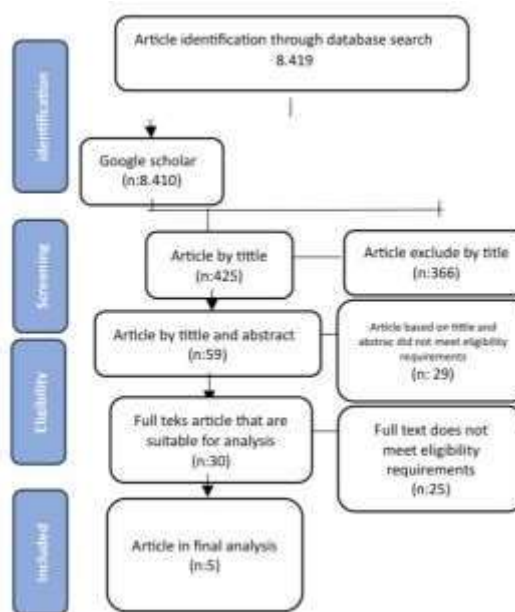 Article identification through database search
8.419
identification
Google scholar
(n:8.410)
Screening
Article by tittle
(n:425)
Article exclude by title
(n:366)
Article by tittle and abstract
(n:59)
Article based on tittle and
abstrac did not meet eligibility
requirements
(n: 29)
Eligibility
Full teks article that are
suitable for analysis
(n:30)
Full text does not
meet eligibility
requirements
(n:25)
Included
Article in final analysis
(n:5)